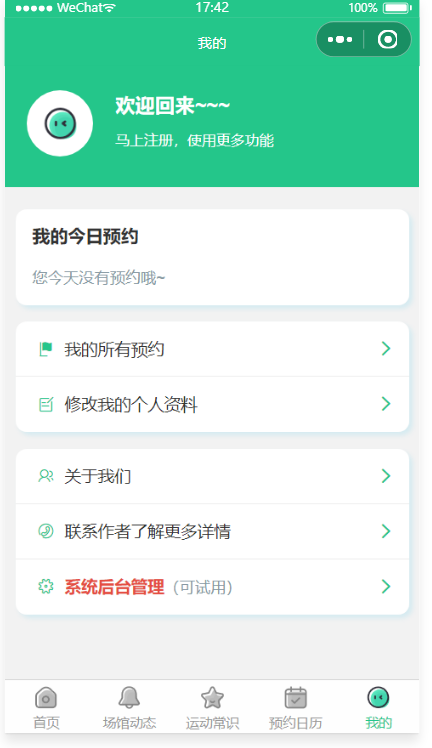 WeChat 17:42 100%
我的
欢迎回来~~~
马上注册，使用更多功能
我的今日预约
您今天没有预约哦~
我的所有预约
修改我的个人资料
关于我们
联系作者了解更多详情
系统后台管理（可试用）
首页 场馆动态 运动常识 预约日历 我的